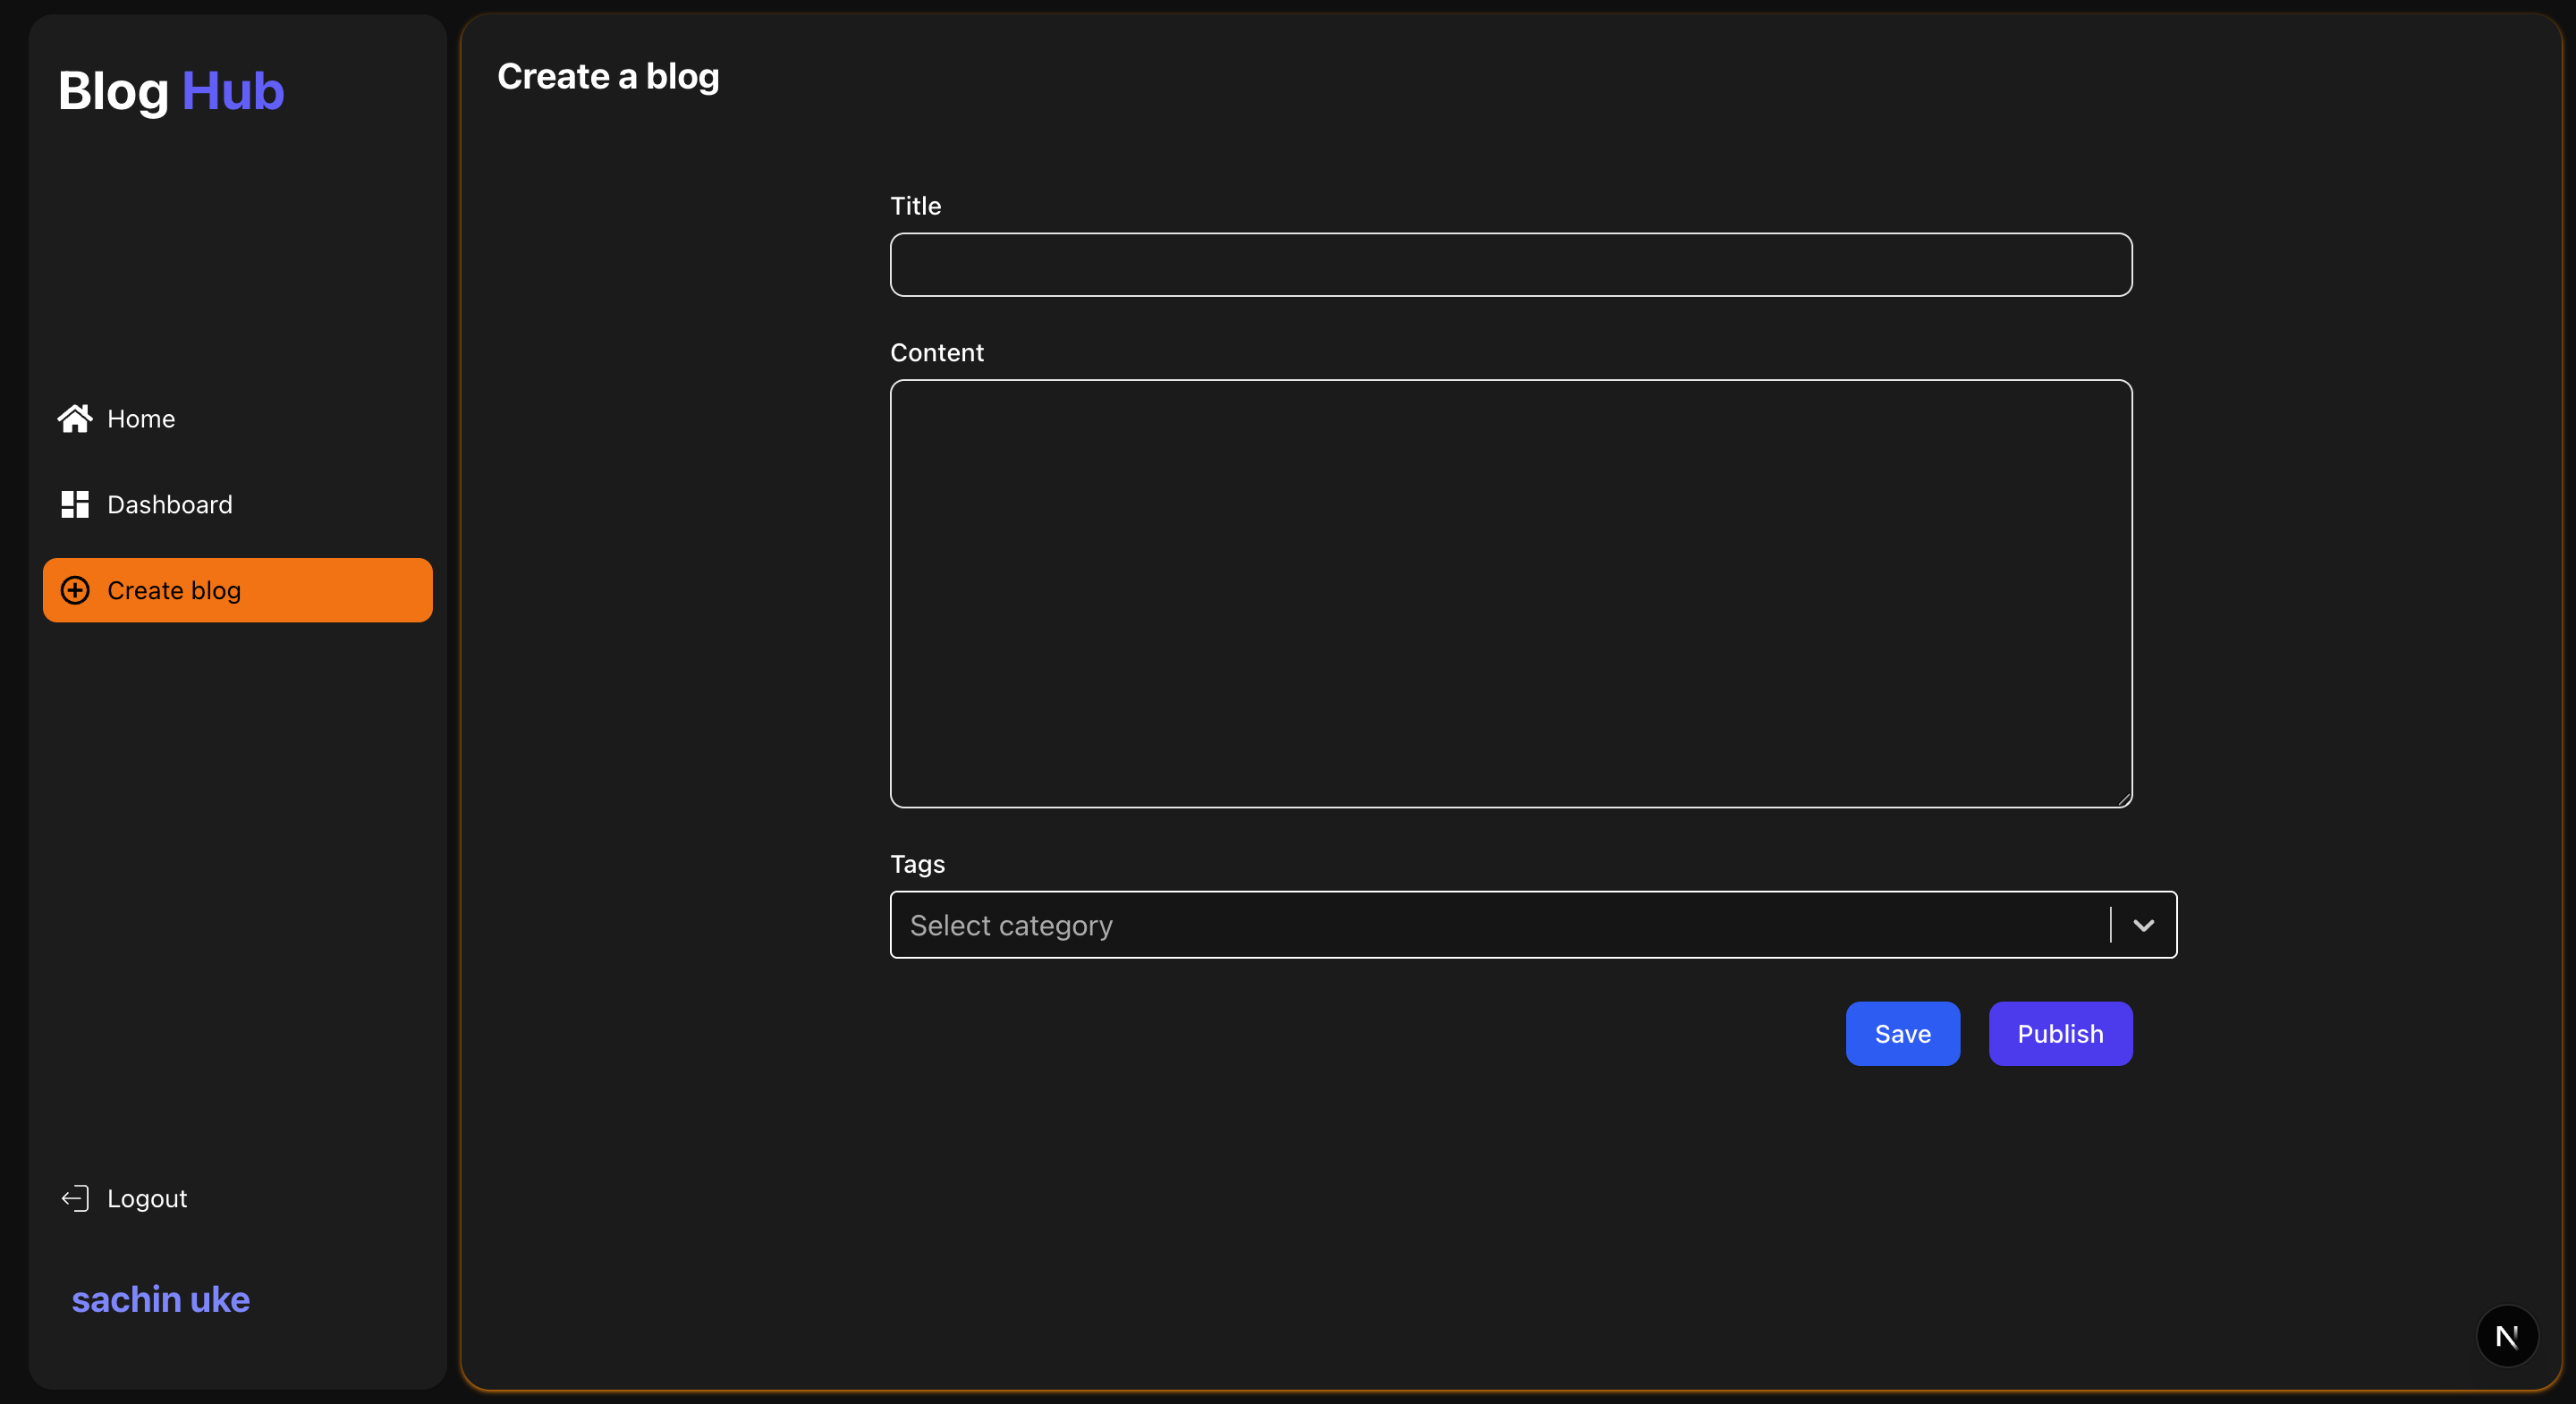 Blog Hub
Home
Dashboard
Create blog
Logout
sachin uke
Create a blog
Title
Content
Tags
Select category
Save
Publish
N